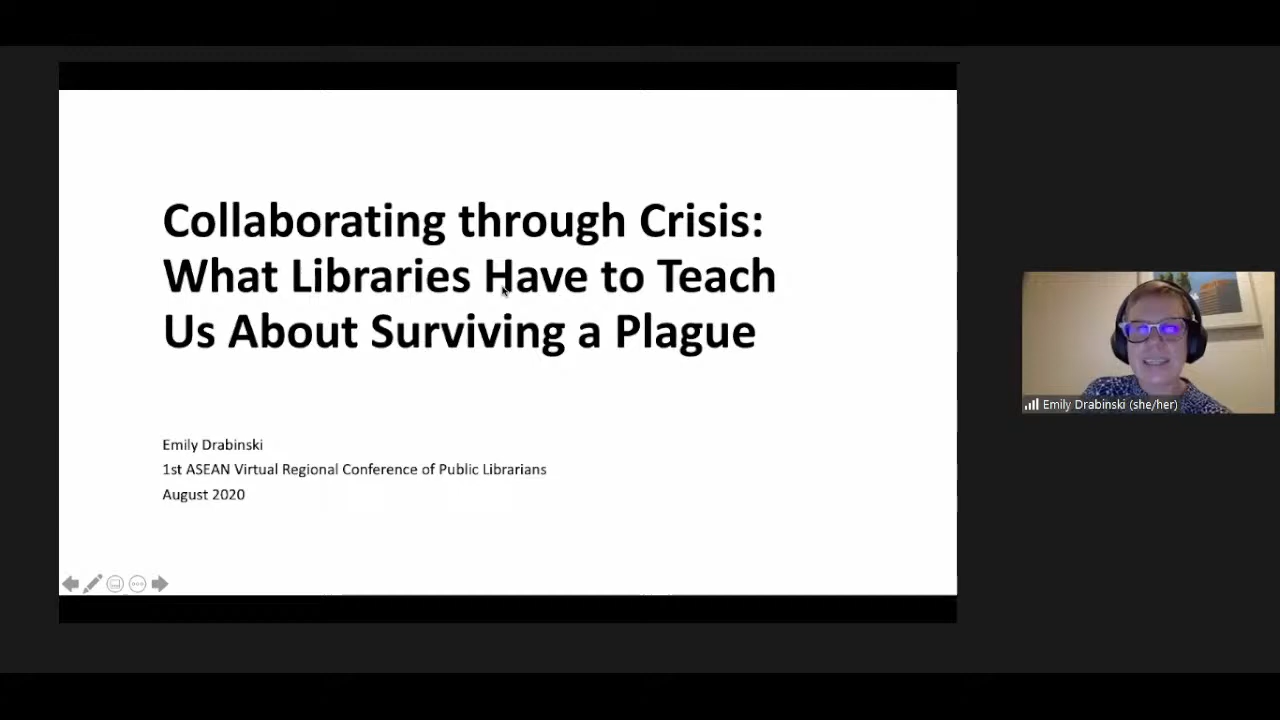 Collaborating through Crisis:
What Libraries Have to Teach
Us About Surviving a Plague
Emily Drabinski
1st ASEAN Virtual Regional Conference of Public Librarians
August 2020
Emily Drabinski (she/her)